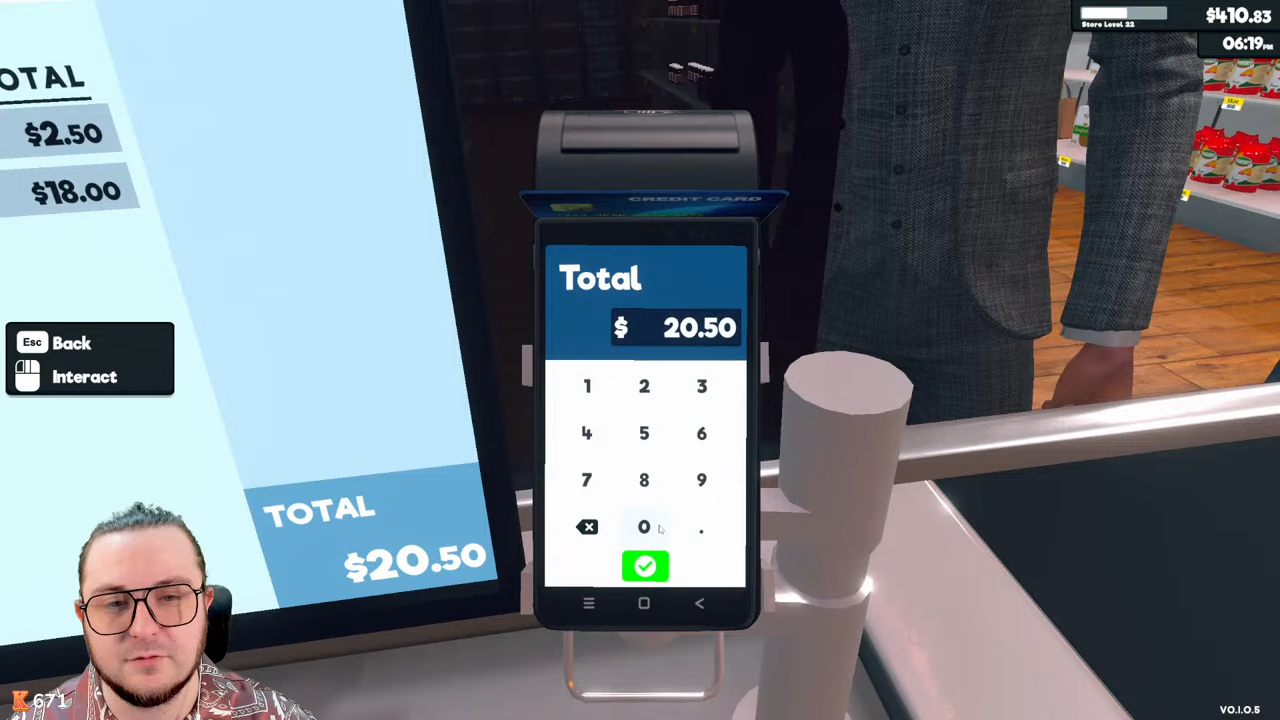 $410.83
Store Level 22
06:19PM
OTAL
$2.50
$18.00
CREDIT CARD
Total
$ 20.50
Esc Back
Interact
1 2 3
4 5 6
7 8 9
0 .
TOTAL
$20.50
K 671
V0.1.0.5